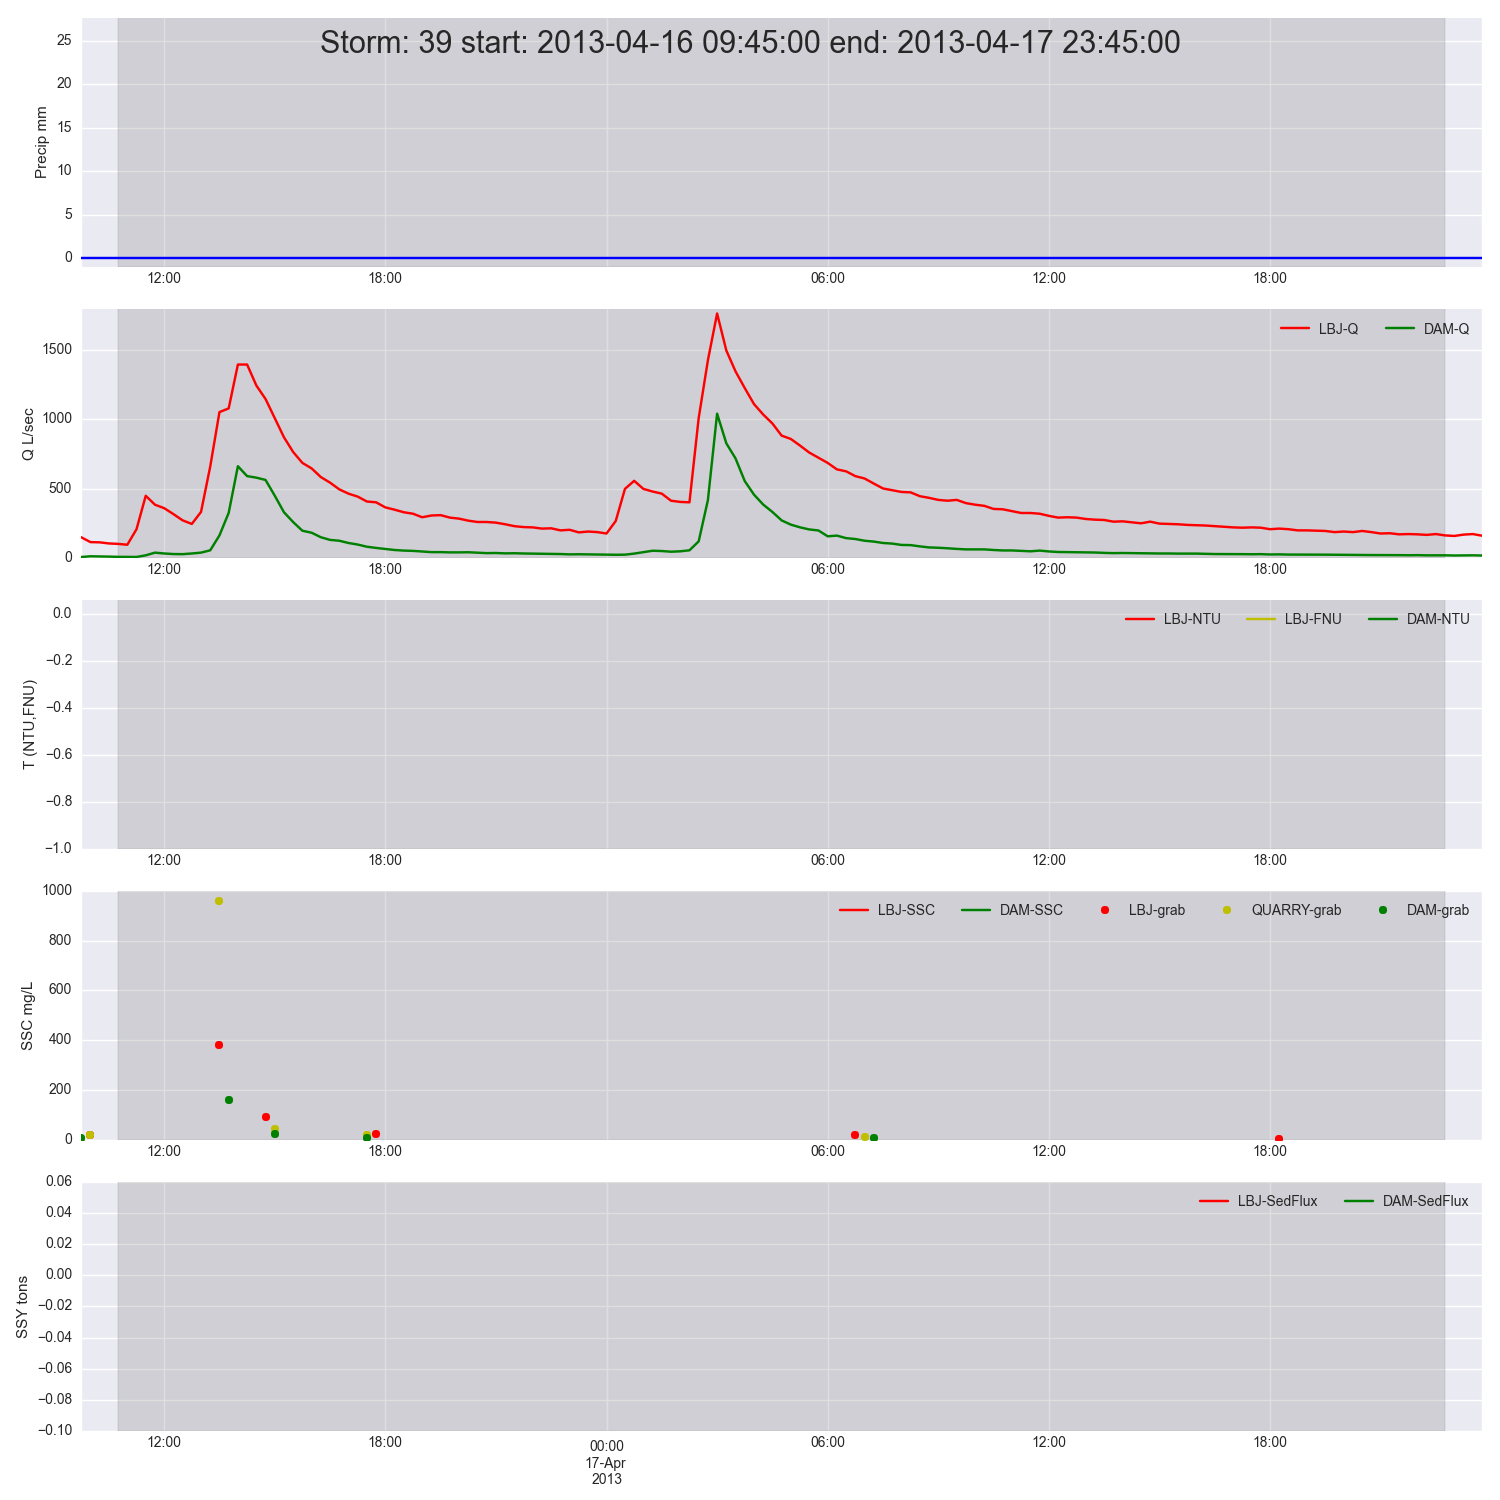 Storm: 39 start: 2013-04-16 09:45:00 end: 2013-04-17 23:45:00
Precip mm
25
20
15
10
5
0
12:00 18:00 06:00 12:00 18:00
Q L/sec
LBJ-Q DAM-Q
1500
1000
500
0
12:00 18:00 06:00 12:00 18:00
T (NTU,FNU)
LBJ-NTU LBJ-FNU DAM-NTU
0.0
−0.2
−0.4
−0.6
−0.8
−1.0
12:00 18:00 06:00 12:00 18:00
SSC mg/L
LBJ-SSC DAM-SSC LBJ-grab QUARRY-grab DAM-grab
1000
800
600
400
200
0
12:00 18:00 06:00 12:00 18:00
SSY tons
LBJ-SedFlux DAM-SedFlux
0.06
0.04
0.02
0.00
−0.02
−0.04
−0.06
−0.08
−0.10
12:00 18:00 00:00 06:00 12:00 18:00
17-Apr
2013